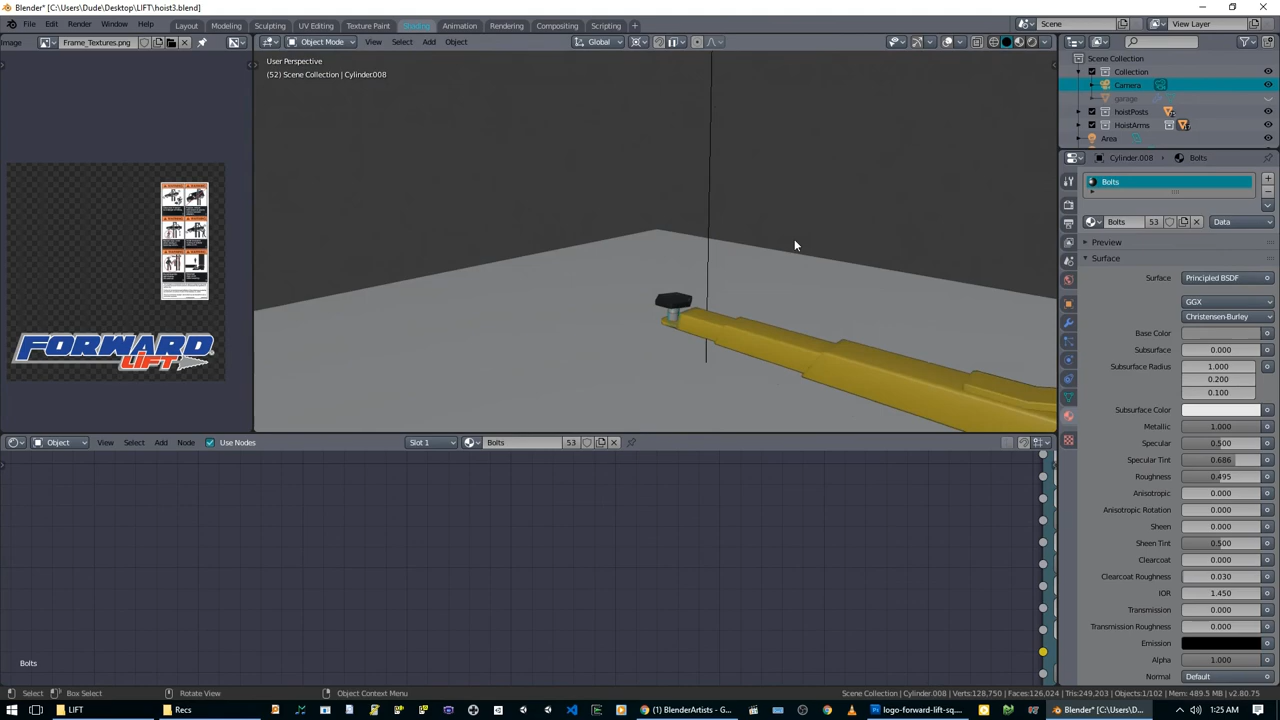 Blender* [C:\Users\Dude\Desktop\LIFT\hoist3.blend]
File Edit Render Window Help Layout Modeling Sculpting UV Editing Texture Paint Shading Animation Rendering Compositing Scripting + Scene View Layer
Image Frame_Textures.png Object Mode View Select Add Object Global
User Perspective
(52) Scene Collection | Cylinder.008
Scene Collection
Collection
Camera
garage
hoistPosts
HoistArms
Area
Cylinder.008 Bolts
Bolts
Bolts 53 Data
Preview
Surface
Surface Principled BSDF
GGX
Christensen-Burley
Base Color
Subsurface 0.000
Subsurface Radius 1.000
0.200
0.100
Subsurface Color
Metallic 1.000
Specular 0.500
Specular Tint 0.686
Roughness 0.495
Anisotropic 0.000
Anisotropic Rotation 0.000
Sheen 0.000
Sheen Tint 0.500
Clearcoat 0.000
Clearcoat Roughness 0.030
IOR 1.450
Transmission 0.000
Transmission Roughness 0.000
Emission
Alpha 1.000
Normal Default
FORWARD
LIFT
Object View Select Add Node Use Nodes Slot 1 Bolts 53
Bolts
Select Box Select Rotate View Object Context Menu
Scene Collection | Cylinder.008 | Verts:128,750 | Faces:126,024 | Tris:249,203 | Objects:1/102 | Mem: 489.5 MB | v2.80.75
LIFT Recs (1) BlenderArtists - G... logo-forward-lift-sq.... Blender* [C:\Users\D... 1:25 AM